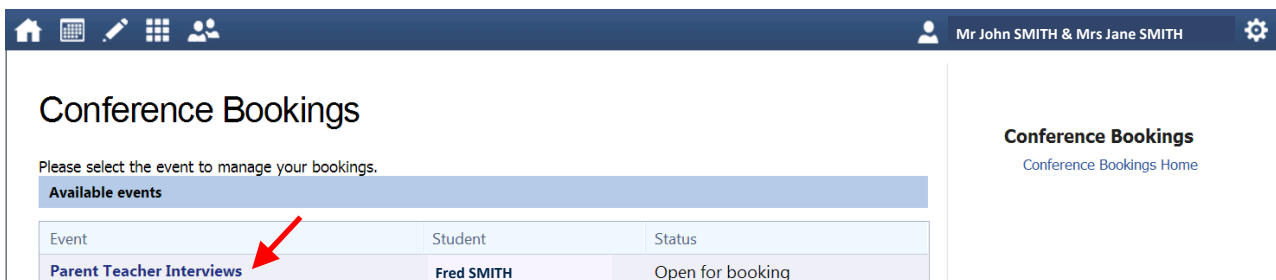 Mr John SMITH & Mrs Jane SMITH
Conference Bookings
Please select the event to manage your bookings.
Available events
Event Student Status
Parent Teacher Interviews Fred SMITH Open for booking
Conference Bookings
Conference Bookings Home